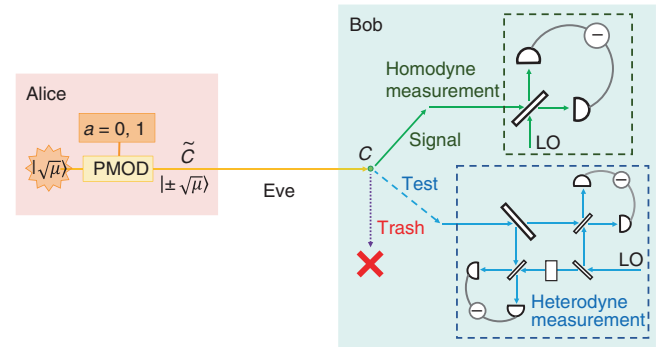 Bob
Alice
a = 0, 1
|√μ⟩
PMOD
C̃
|± √μ⟩
Eve
C
Homodyne
measurement
Signal
LO
Test
Trash
LO
Heterodyne
measurement